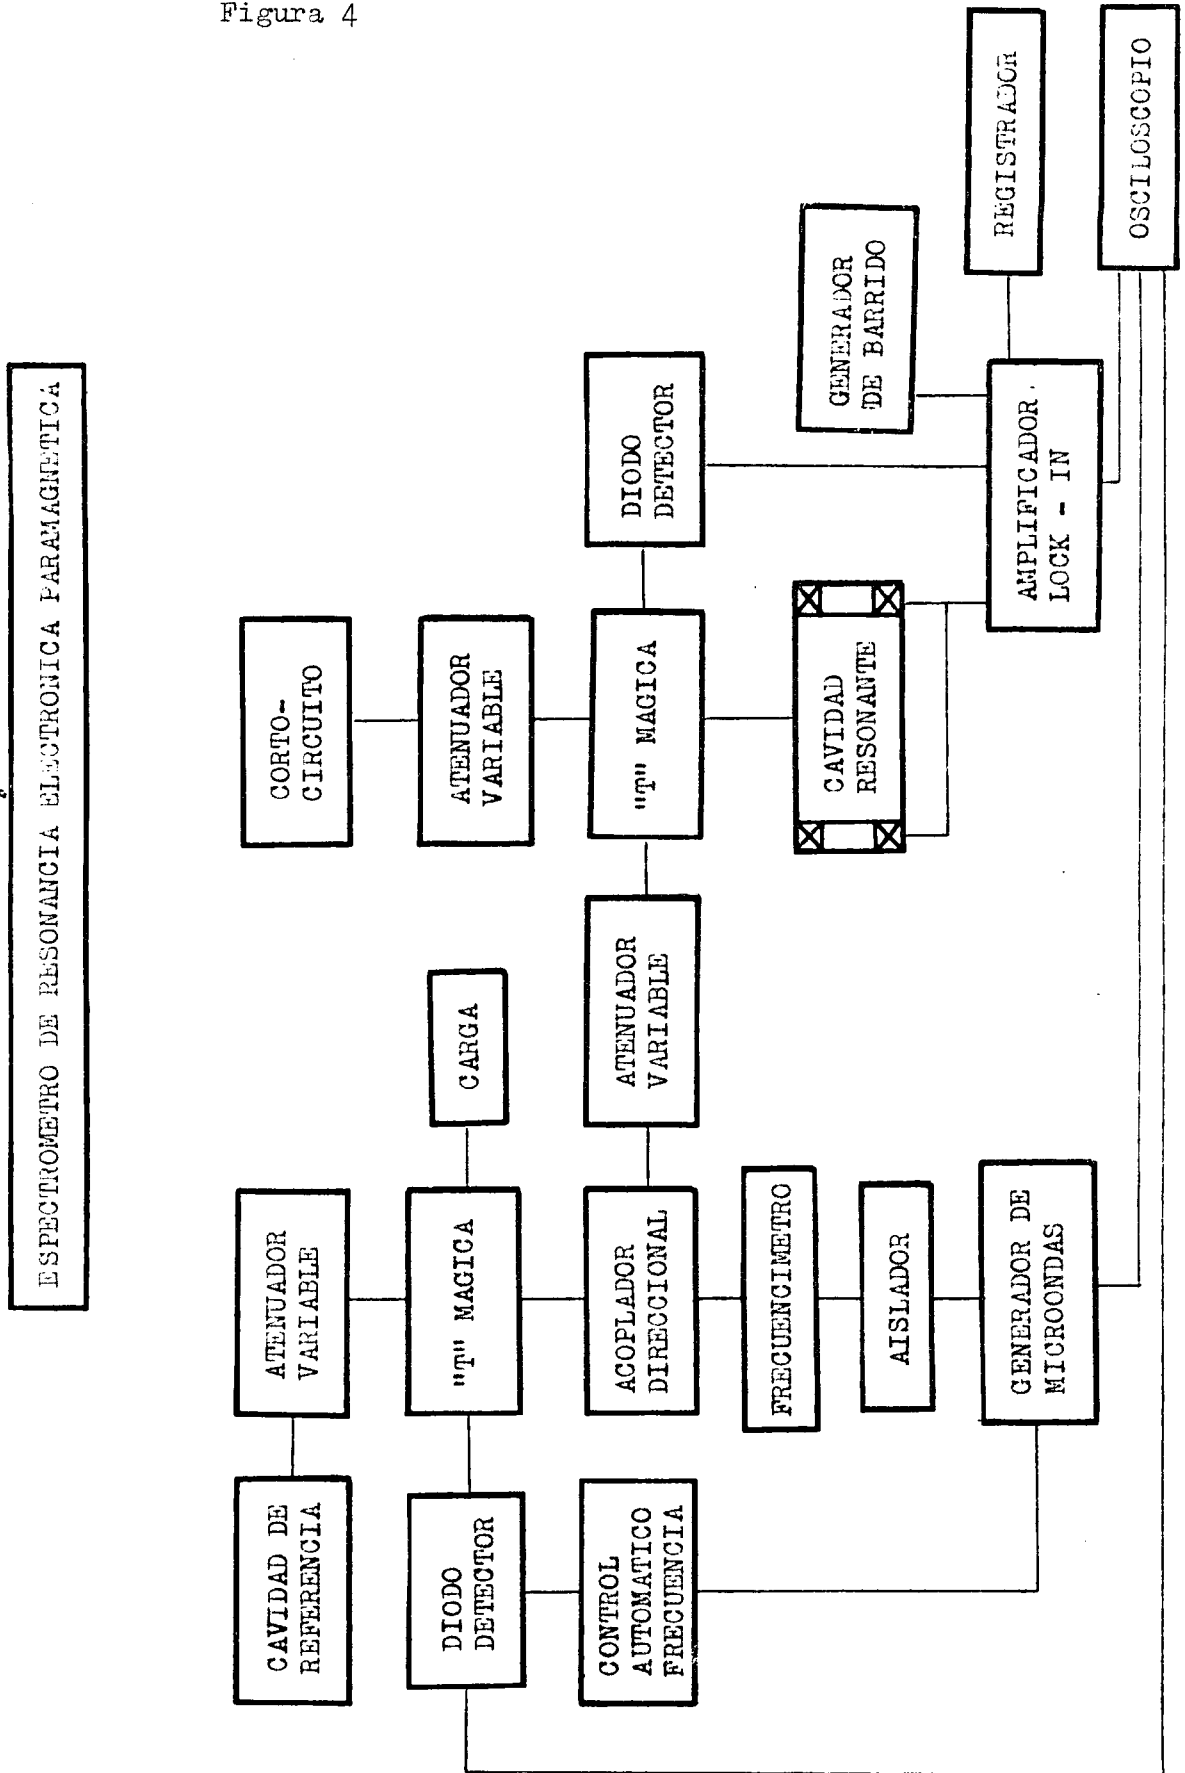 Figura 4
ESPECTROMETRO DE RESONANCIA ELECTRONICA PARAMAGNETICA
CAVIDAD DE
REFERENCIA
ATENUADOR
VARIABLE
CORTO-
CIRCUITO
DIODO
DETECTOR
"T" MAGICA
CARGA
ATENUADOR
VARIABLE
CONTROL
AUTOMATICO
FRECUENCIA
ACOPLADOR
DIRECCIONAL
ATENUADOR
VARIABLE
"T" MAGICA
DIODO
DETECTOR
FRECUENCIMETRO
CAVIDAD
RESONANTE
GENERADOR
DE BARRIDO
AISLADOR
GENERADOR DE
MICROONDAS
AMPLIFICADOR
LOCK - IN
REGISTRADOR
OSCILOSCOPIO